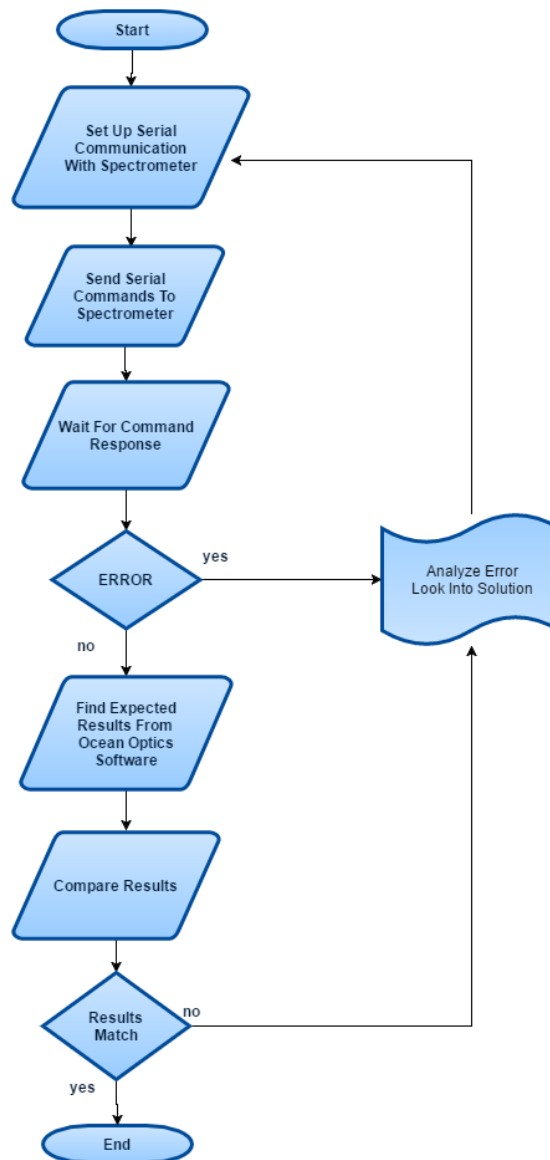 Start
Set Up Serial
Communication
With Spectrometer
Send Serial
Commands To
Spectrometer
Wait For Command
Response
ERROR
yes
Analyze Error
Look Into Solution
no
Find Expected
Results From
Ocean Optics
Software
Compare Results
Results
Match
no
yes
End